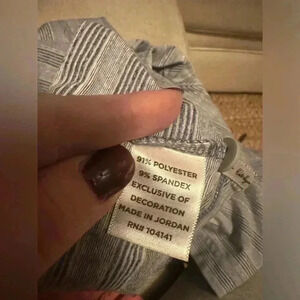 91% POLYESTER
9% SPANDEX
EXCLUSIVE OF
DECORATION
MADE IN JORDAN
RN# 104141